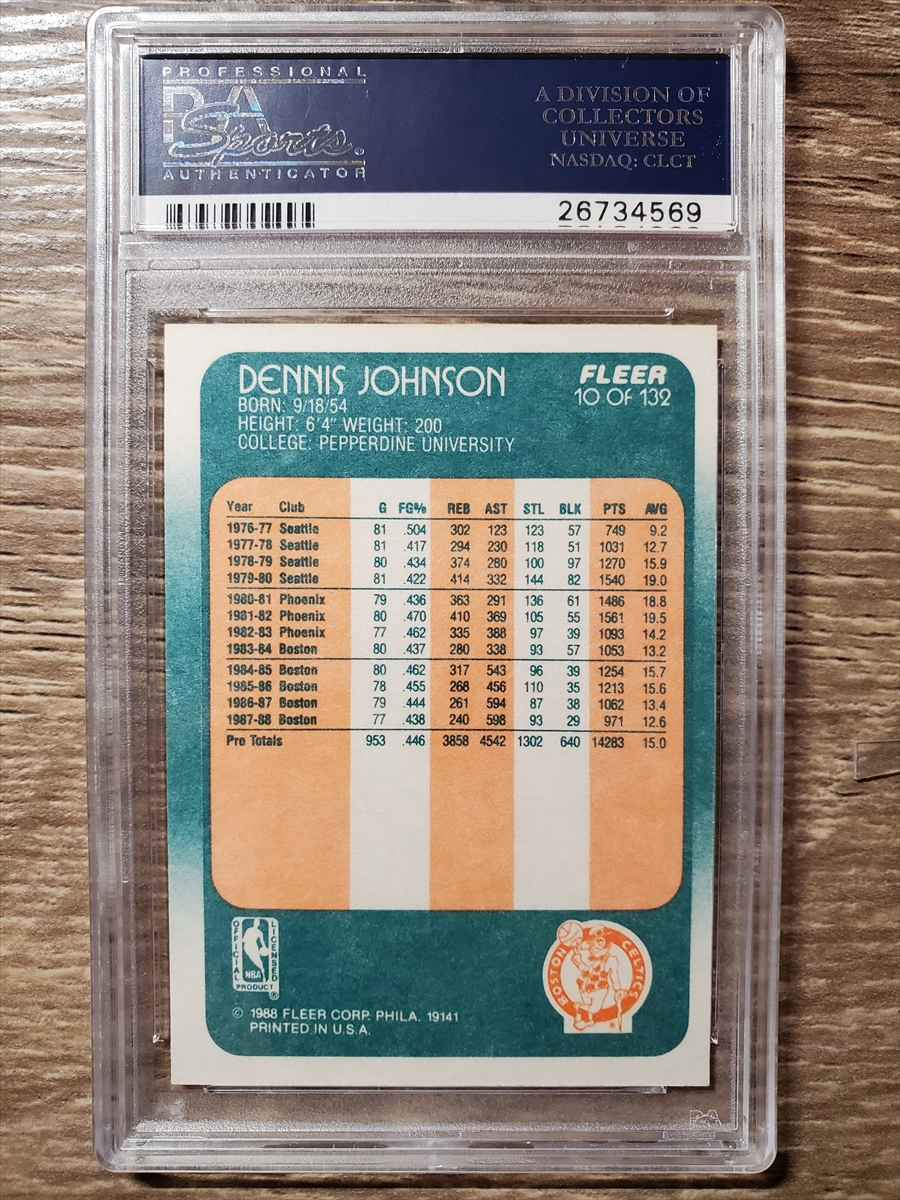 PROFESSIONAL
PSA
Sports
AUTHENTICATOR
A DIVISION OF
COLLECTORS
UNIVERSE
NASDAQ: CLCT
26734569
DENNIS JOHNSON
BORN: 9/18/54
HEIGHT: 6'4" WEIGHT: 200
COLLEGE: PEPPERDINE UNIVERSITY
FLEER
10 OF 132
Year Club G FG% REB AST STL BLK PTS AVG
1976-77 Seattle 81 .504 302 123 123 57 749 9.2
1977-78 Seattle 81 .417 294 230 118 51 1031 12.7
1978-79 Seattle 80 .434 374 280 100 97 1270 15.9
1979-80 Seattle 81 .422 414 332 144 82 1540 19.0
1980-81 Phoenix 79 .436 363 291 136 61 1486 18.8
1981-82 Phoenix 80 .470 410 369 105 55 1561 19.5
1982-83 Phoenix 77 .462 335 388 97 39 1093 14.2
1983-84 Boston 80 .437 280 338 93 57 1053 13.2
1984-85 Boston 80 .462 317 543 96 39 1254 15.7
1985-86 Boston 78 .455 268 456 110 35 1213 15.6
1986-87 Boston 79 .444 261 594 87 38 1062 13.4
1987-88 Boston 77 .438 240 598 93 29 971 12.6
Pro Totals 953 .446 3858 4542 1302 640 14283 15.0
OFFICIAL
LICENSED
NBA
PRODUCT ®
BOSTON CELTICS
© 1988 FLEER CORP. PHILA. 19141
PRINTED IN U.S.A.
PSA